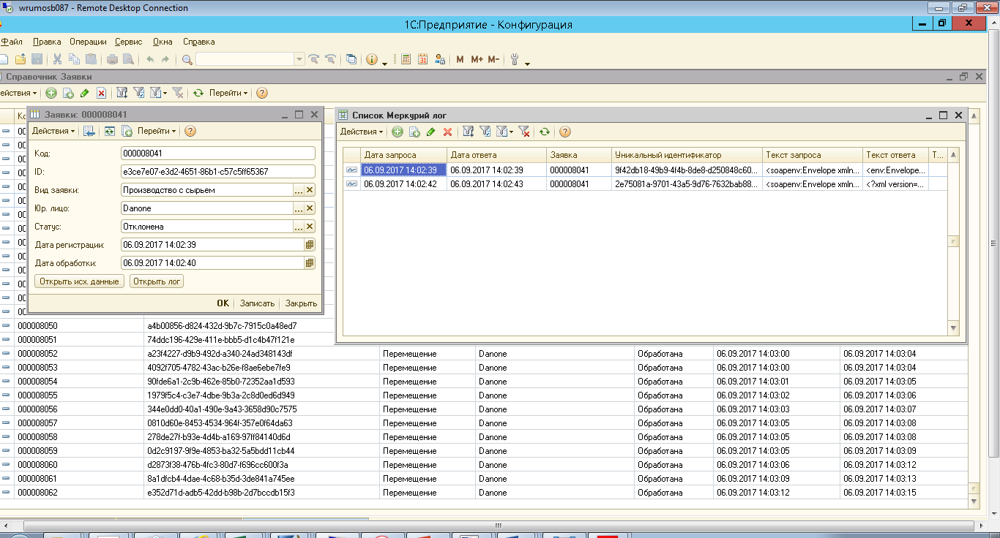 wrumosb087 - Remote Desktop Connection
1С:Предприятие - Конфигурация
Файл Правка Операции Сервис Окна Справка
M M+ M-
Справочник Заявки
ействия Перейти
Заявки: 000008041
Действия Перейти
Код: 000008041
ID: e3ce7e07-e3d2-4651-86b1-c57c5ff65367
Вид заявки: Производство с сырьем
Юр. лицо: Danone
Статус: Отклонена
Дата регистрации: 06.09.2017 14:02:39
Дата обработки: 06.09.2017 14:02:40
Открыть исх. данные Открыть лог
OK Записать Закрыть
Список Меркурий лог
Действия
Дата запроса Дата ответа Заявка Уникальный идентификатор Текст запроса Текст ответа Т...
06.09.2017 14:02:39 06.09.2017 14:02:39 000008041 9f42db18-49b9-4f4b-8de8-d250848c60... <soapenv:Envelope xmln... <env:Envelope...
06.09.2017 14:02:42 06.09.2017 14:02:43 000008041 2e75081a-9701-43a5-9d76-7632bab88... <soapenv:Envelope xmln... <?xml version=...
000008050 a4b00856-d824-432d-9b7c-7915c0a48ed7
000008051 74ddc196-429e-411e-bbb5-d1c4b47f121e
000008052 a23f4227-d9b9-492d-a340-24ad348143df Перемещение Danone Обработана 06.09.2017 14:03:00 06.09.2017 14:03:04
000008053 4092f705-4782-43ac-b26e-f8ae6ebe7fe9 Перемещение Danone Обработана 06.09.2017 14:03:00 06.09.2017 14:03:04
000008054 90fde6a1-2c9b-462e-85b0-72352aa1d593 Перемещение Danone Обработана 06.09.2017 14:03:01 06.09.2017 14:03:05
000008055 1979f5c4-c3e7-4dbe-9b3a-2c8d0ed6d949 Перемещение Danone Обработана 06.09.2017 14:03:02 06.09.2017 14:03:06
000008056 344e0dd0-40a1-490e-9a43-3658d90c7575 Перемещение Danone Обработана 06.09.2017 14:03:03 06.09.2017 14:03:07
000008057 0810d60e-8453-4534-964f-357e0f64da63 Перемещение Danone Обработана 06.09.2017 14:03:05 06.09.2017 14:03:08
000008058 278de27f-b93e-4d4b-a169-97ff84140d6d Перемещение Danone Обработана 06.09.2017 14:03:05 06.09.2017 14:03:08
000008059 0d2c9197-9f9e-4853-ba32-5a5bdd11cb44 Перемещение Danone Обработана 06.09.2017 14:03:05 06.09.2017 14:03:09
000008060 d2873f38-476b-4fc3-80d7-f696cc600f3a Перемещение Danone Обработана 06.09.2017 14:03:06 06.09.2017 14:03:12
000008061 8a1dfcb4-4dae-4c68-b35d-3de841a745ee Перемещение Danone Обработана 06.09.2017 14:03:09 06.09.2017 14:03:13
000008062 e352d71d-adb5-42dd-b98b-2d7bccdb15f3 Перемещение Danone Обработана 06.09.2017 14:03:12 06.09.2017 14:03:15